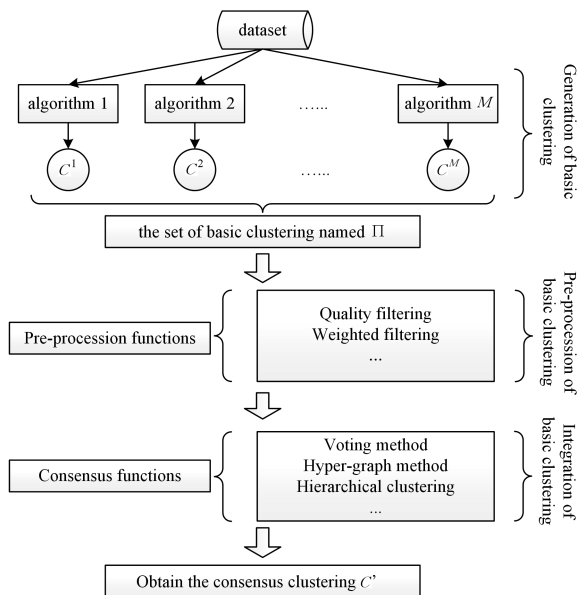 dataset
algorithm 1
algorithm 2
......
algorithm M
C¹
C²
......
Cᴹ
Generation of basic
clustering
the set of basic clustering named Π
Pre-procession functions
Quality filtering
Weighted filtering
...
Pre-procession of
basic clustering
Consensus functions
Voting method
Hyper-graph method
Hierarchical clustering
...
Integration of
basic clustering
Obtain the consensus clustering C'